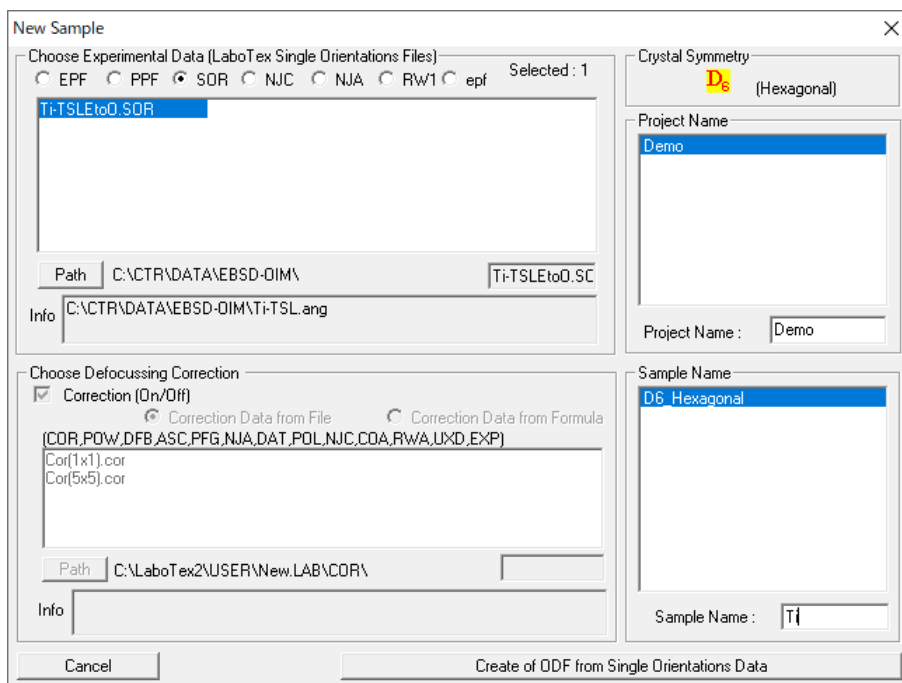 New Sample
Choose Experimental Data (LaboTex Single Orientations Files)
EPF PPF SOR NJC NJA RW1 epf Selected : 1
Ti-TSLEtoO.SOR
Path C:\CTR\DATA\EBSD-OIM\ Ti-TSLEtoO.SC
Info C:\CTR\DATA\EBSD-OIM\Ti-TSL.ang
Crystal Symmetry
D6 (Hexagonal)
Project Name
Demo
Project Name : Demo
Choose Defocussing Correction
Correction (On/Off)
Correction Data from File Correction Data from Formula
(COR,POW,DFB,ASC,PFG,NJA,DAT,POL,NJC,COA,RWA,UXD,EXP)
Cor(1x1).cor
Cor(5x5).cor
Path C:\LaboTex2\USER\New.LAB\COR\
Info
Sample Name
D6_Hexagonal
Sample Name : Ti
Cancel Create of ODF from Single Orientations Data